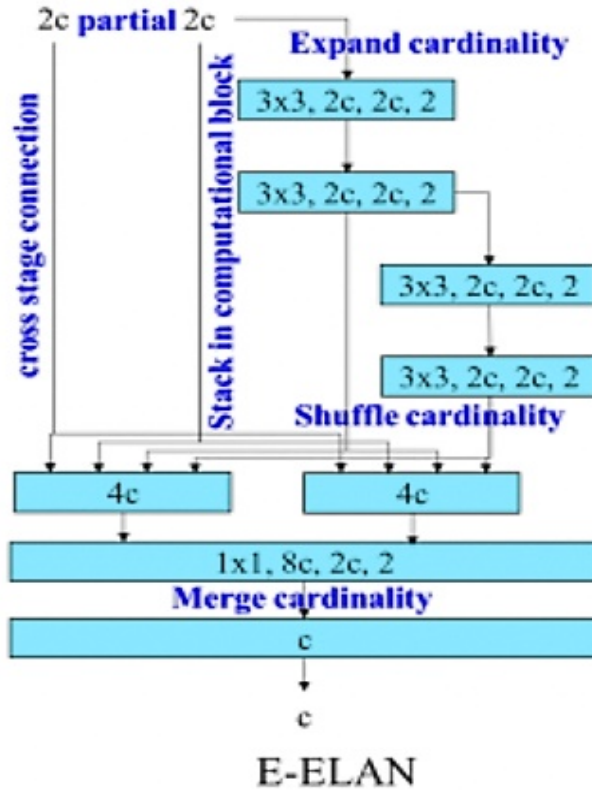 2c partial 2c
Expand cardinality
cross stage connection
Stack in computational block
3x3, 2c, 2c, 2
3x3, 2c, 2c, 2
3x3, 2c, 2c, 2
3x3, 2c, 2c, 2
Shuffle cardinality
4c
4c
1x1, 8c, 2c, 2
Merge cardinality
c
c
E-ELAN